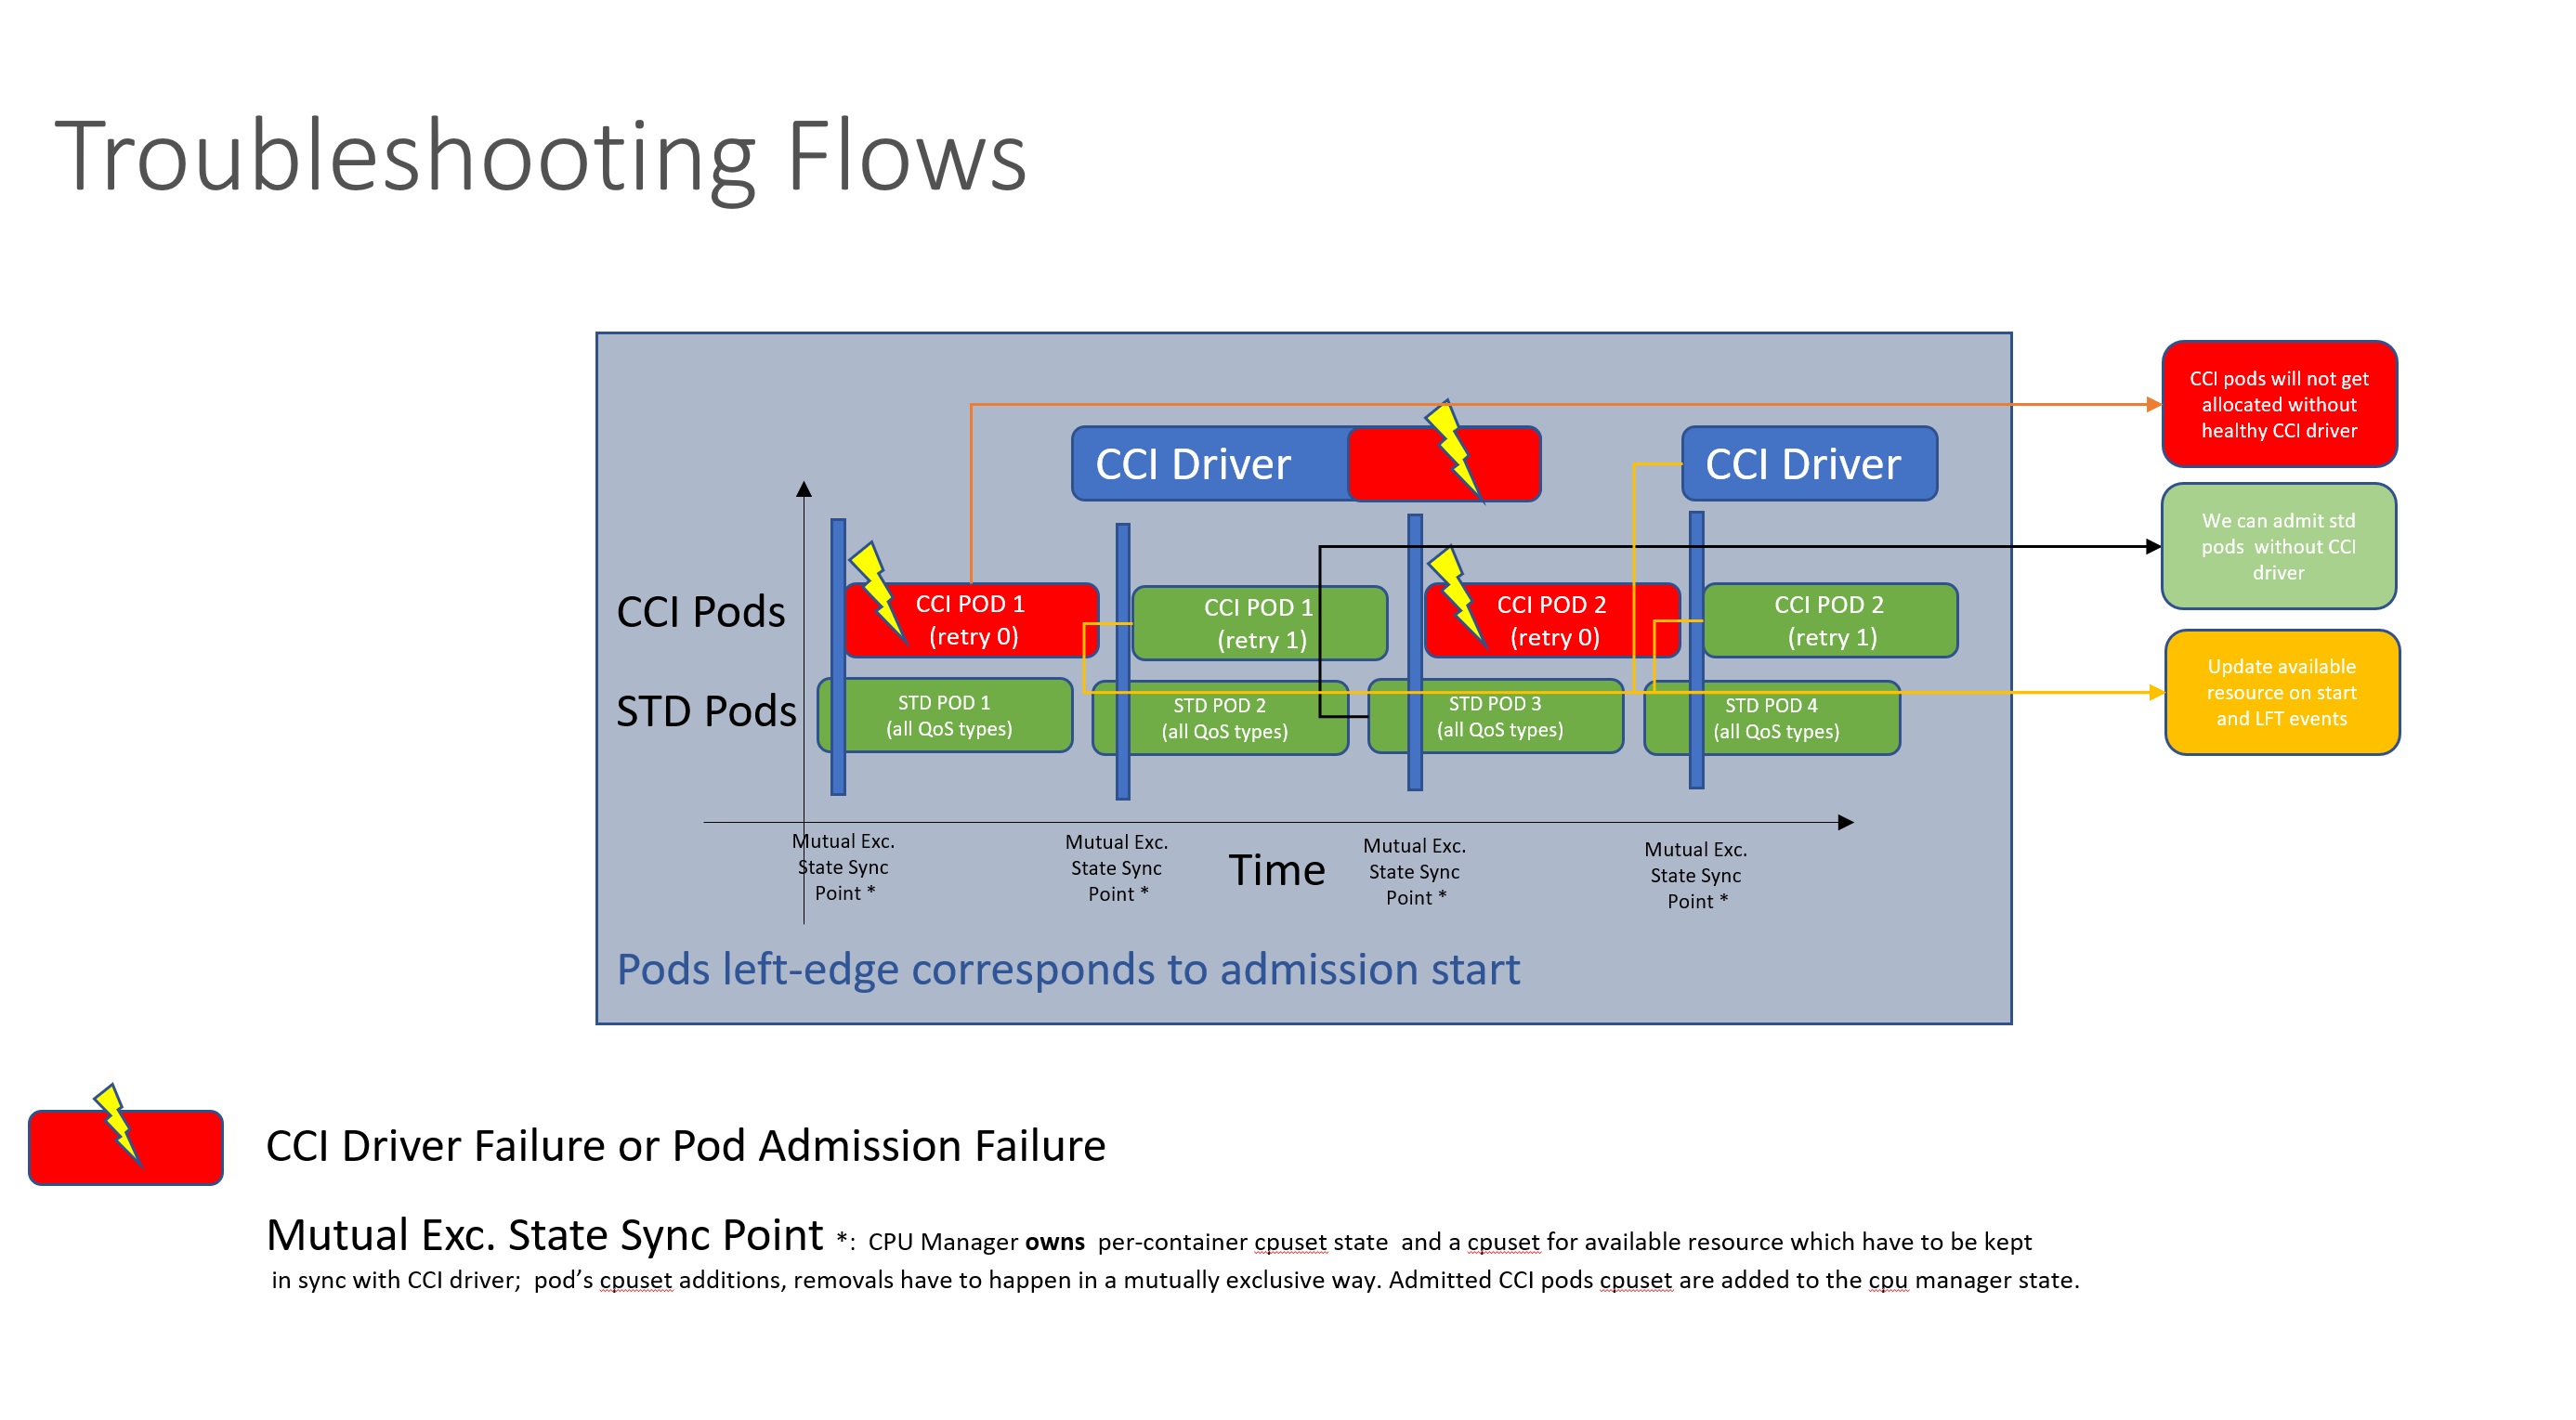 Troubleshooting Flows
CCI pods will not get
allocated without
healthy CCI driver
CCI Driver
CCI Driver
We can admit std
pods without CCI
driver
CCI Pods
CCI POD 1
(retry 0)
CCI POD 1
(retry 1)
CCI POD 2
(retry 0)
CCI POD 2
(retry 1)
Update available
resource on start
and LFT events
STD Pods
STD POD 1
(all QoS types)
STD POD 2
(all QoS types)
STD POD 3
(all QoS types)
STD POD 4
(all QoS types)
Mutual Exc.
State Sync
Point *
Mutual Exc.
State Sync
Point *
Time
Mutual Exc.
State Sync
Point *
Mutual Exc.
State Sync
Point *
Pods left-edge corresponds to admission start
CCI Driver Failure or Pod Admission Failure
Mutual Exc. State Sync Point *: CPU Manager owns per-container cpuset state and a cpuset for available resource which have to be kept
in sync with CCI driver; pod’s cpuset additions, removals have to happen in a mutually exclusive way. Admitted CCI pods cpuset are added to the cpu manager state.